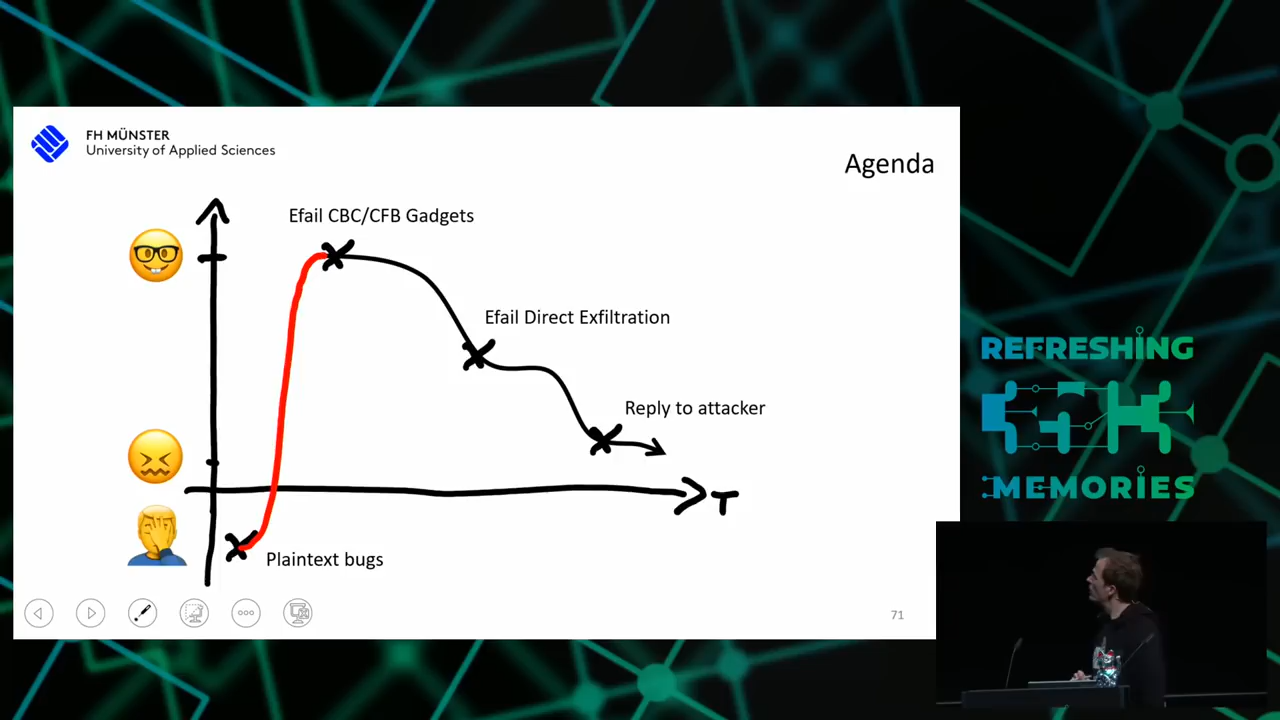 FH MÜNSTER
University of Applied Sciences
Agenda
Efail CBC/CFB Gadgets
Efail Direct Exfiltration
Reply to attacker
T
Plaintext bugs
71
REFRESHING
MEMORIES